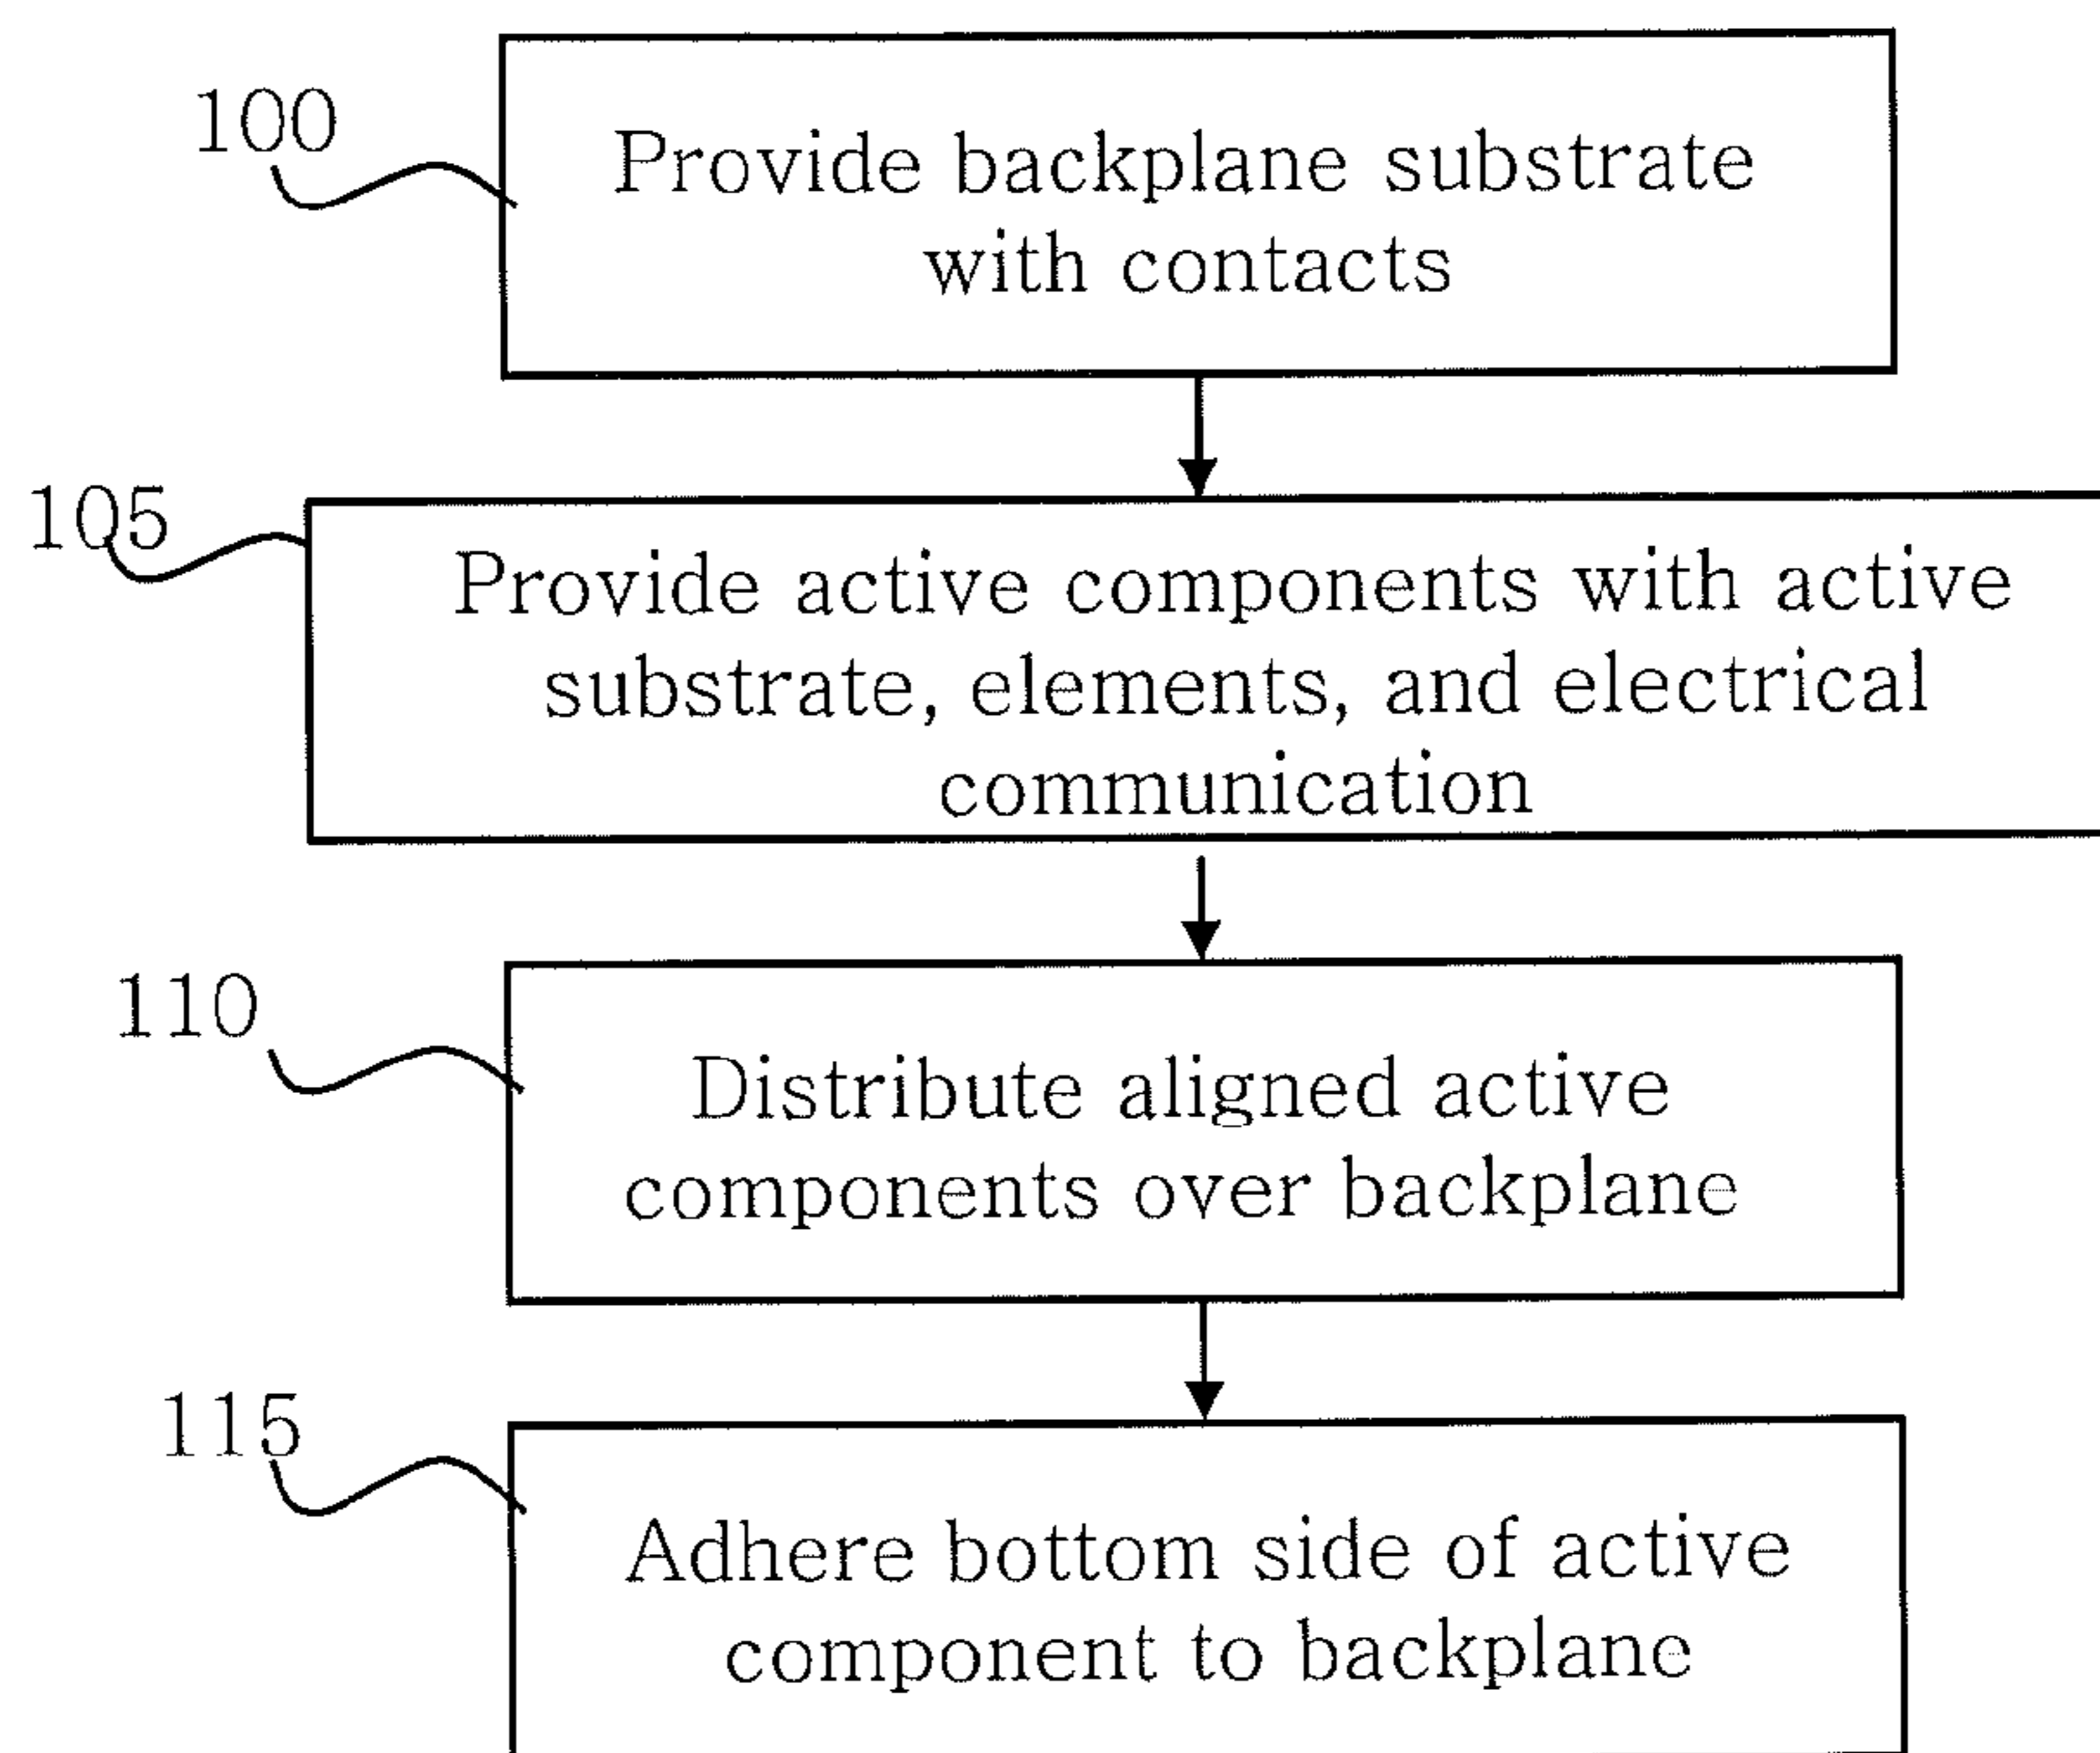 100
Provide backplane substrate
with contacts
105
Provide active components with active
substrate, elements, and electrical
communication
110
Distribute aligned active
components over backplane
115
Adhere bottom side of active
component to backplane